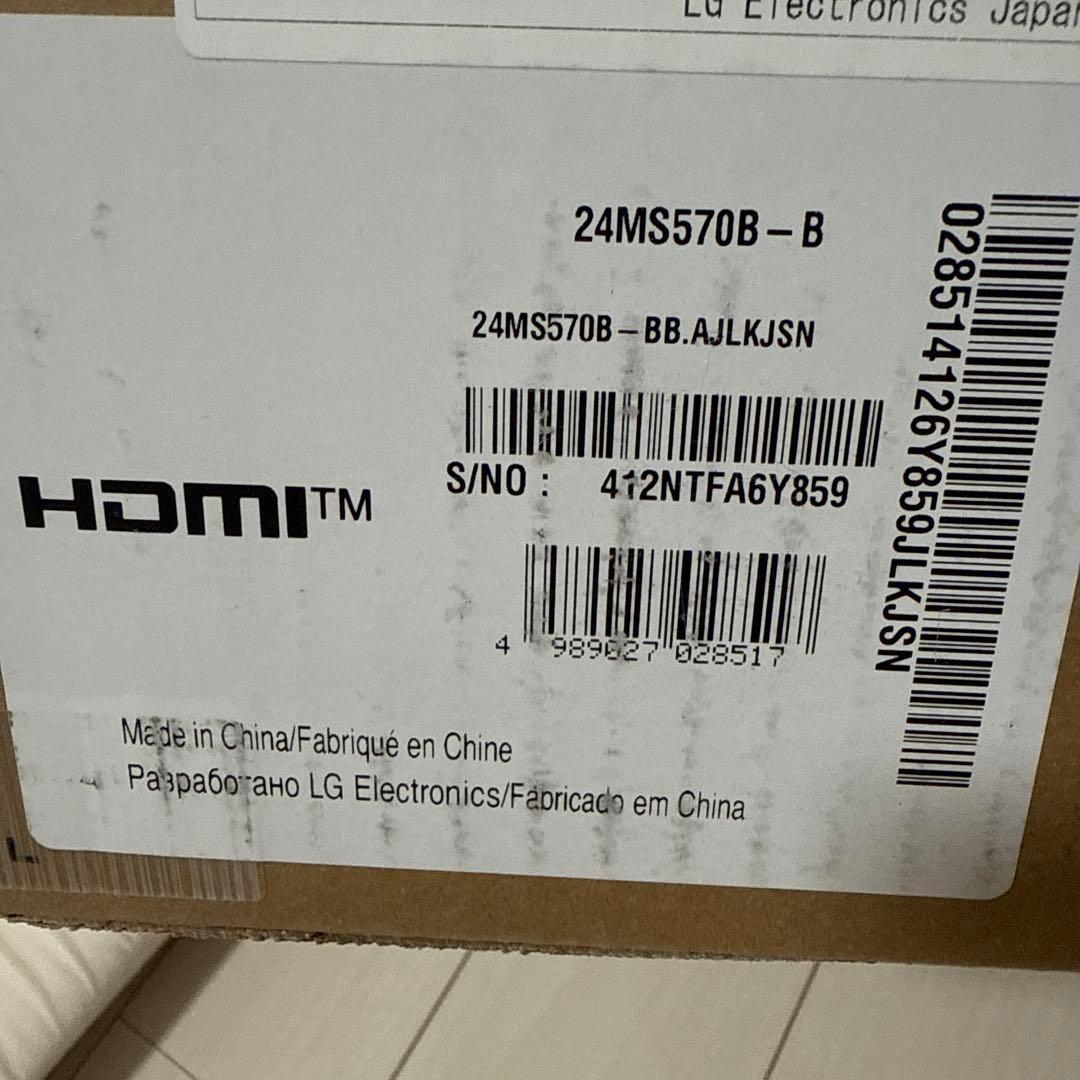 LG Electronics Japan
24MS570B-B
24MS570B-BB.AJLKJSN
S/NO : 412NTFA6Y859
HDMI™
4 989027 028517
028514126Y859JLKJSN
Made in China/Fabriqué en Chine
Разработано LG Electronics/Fabricado em China